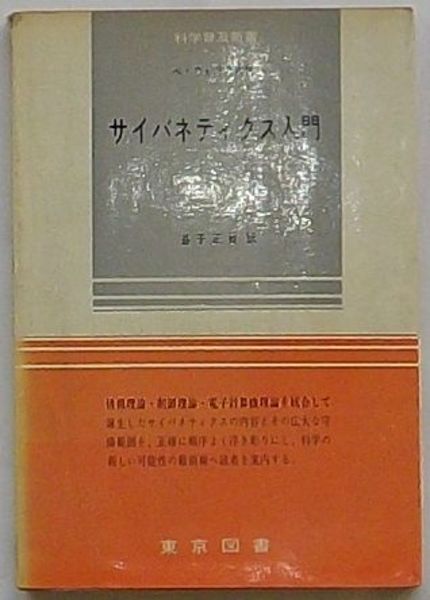 科学普及新書
サイバネティクス入門
益子正教 訳
情報理論・制御理論・電子計算機理論を統合して
誕生したサイバネティクスの内容とその広大な守
備範囲を、正確に順序よく浮き彫りにし、科学の
新しい可能性の最前線へ読者を案内する。
東京図書